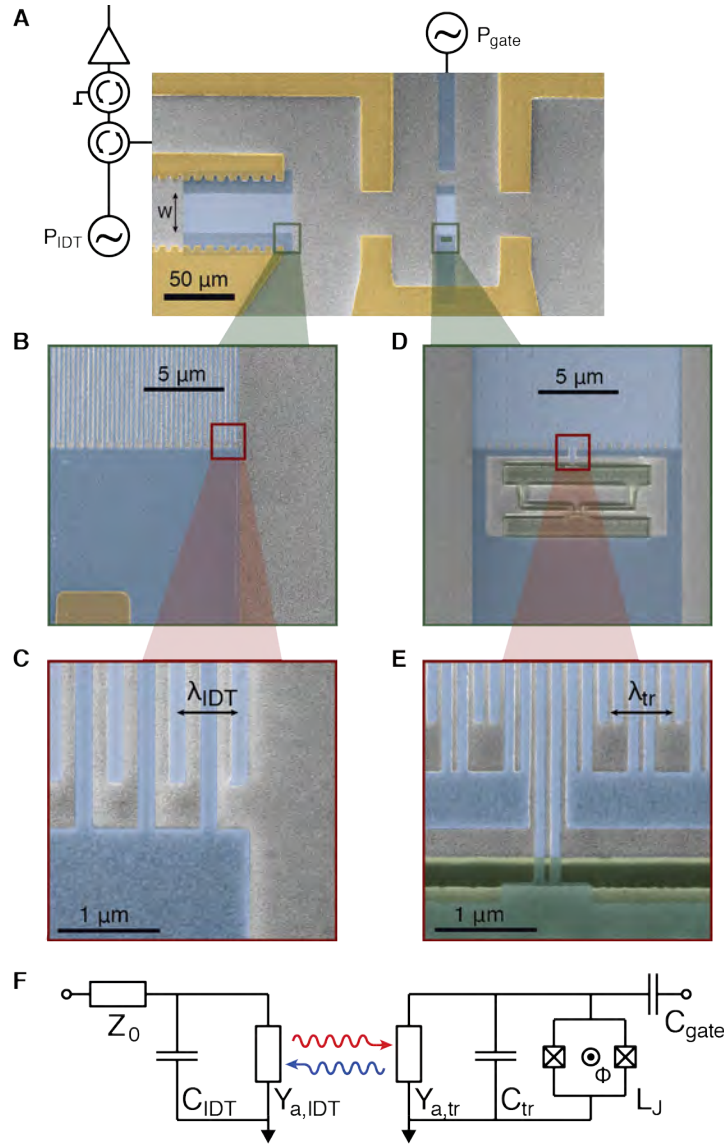 A
P_gate
W
P_IDT
50 μm
B
D
5 μm
5 μm
C
E
λ_IDT
λ_tr
1 μm
1 μm
F
Z_0
C_IDT
Y_a,IDT
Y_a,tr
C_tr
Φ
L_J
C_gate